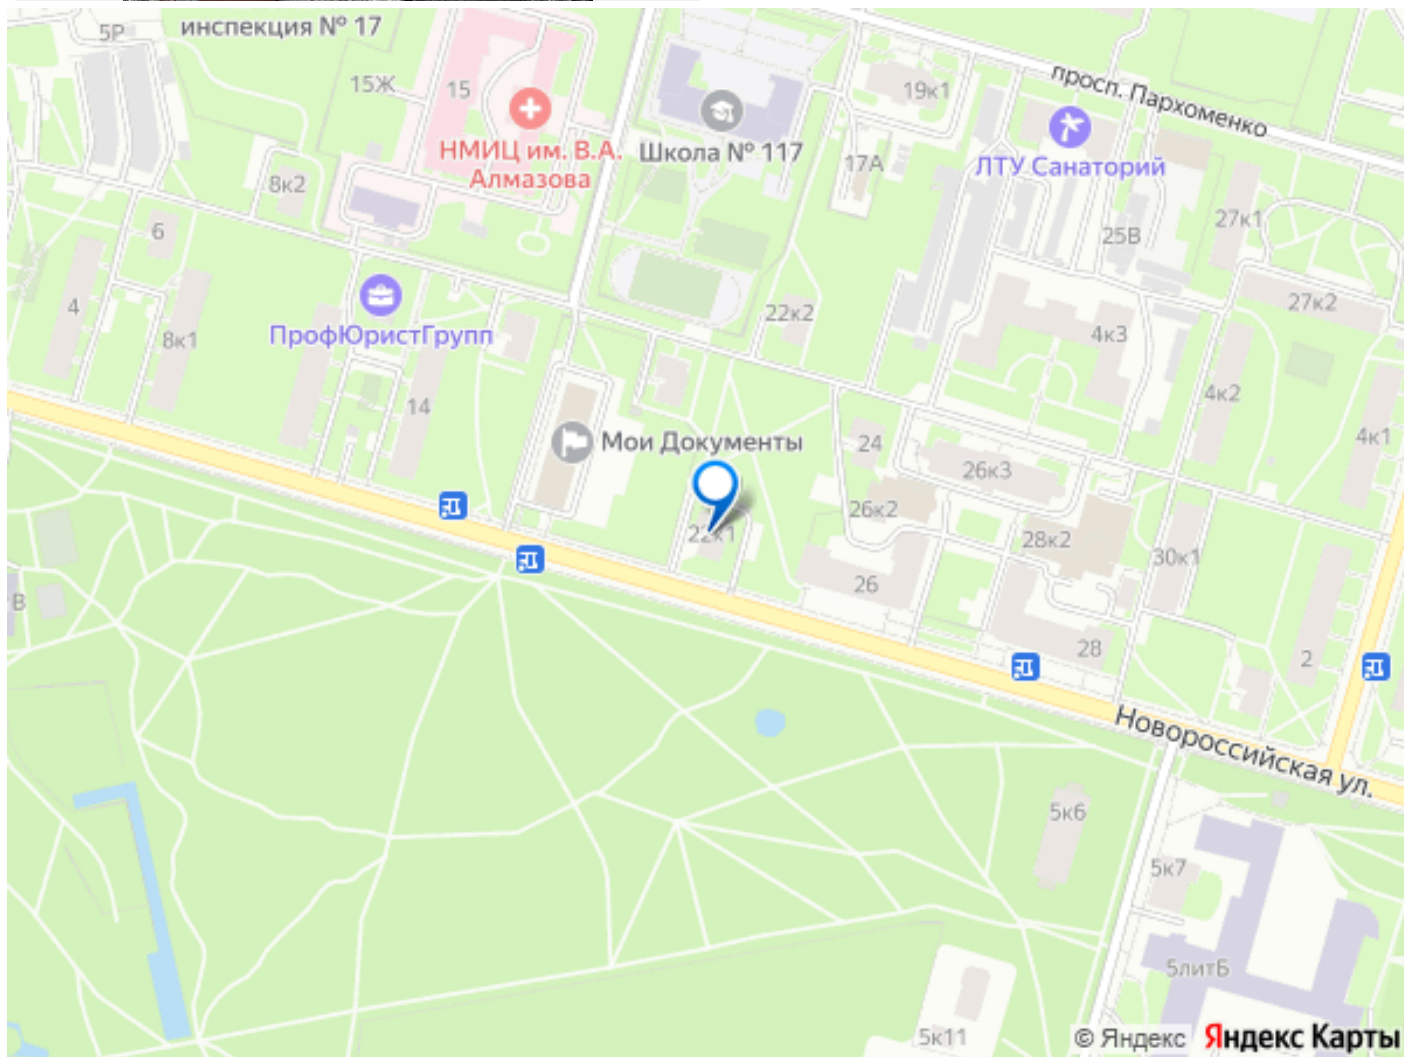 5Р
инспекция № 17
15Ж
15
НМИЦ им. В.А.
Алмазова
Школа № 117
19к1
просп. Пархоменко
ЛТУ Санаторий
17А
8к2
6
25В
27к1
4
8к1
ПрофЮристГрупп
22к2
4к3
27к2
14
Мои Документы
24
4к2
4к1
26к3
26к2
22к1
28к2
30к1
26
28
2
В
Новороссийская ул.
5к6
5к7
5литБ
5к11
© Яндекс
Яндекс Карты